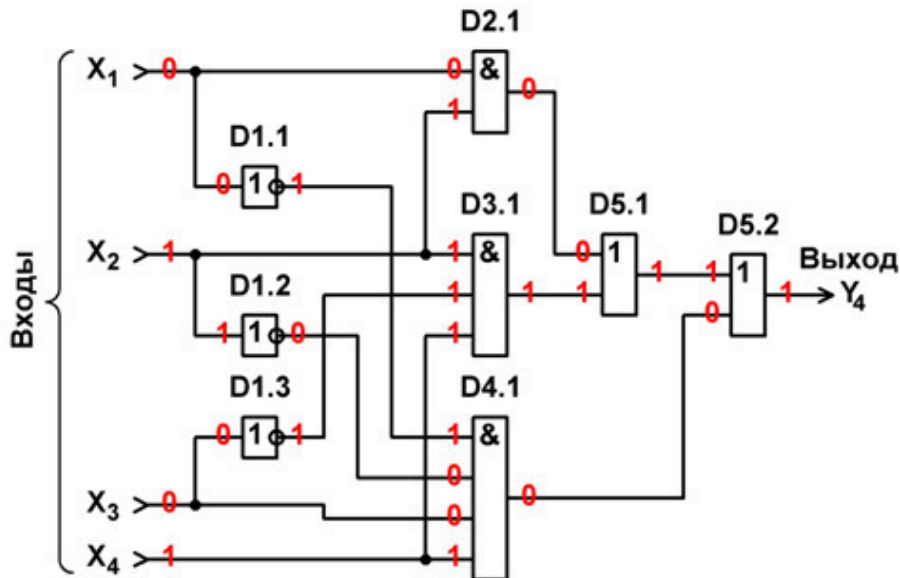 D2.1
X1 0 0 & 0
1
D1.1
0 1 1
D3.1 D5.1 D5.2
X2 1 1 & 0 1 1 1 1 Выход
D1.2 1 1 1 1 Y4
1 1 0 1 0
D1.3 D4.1
0 1 1 1 &
0
X3 0 0 0
X4 1 1
Входы